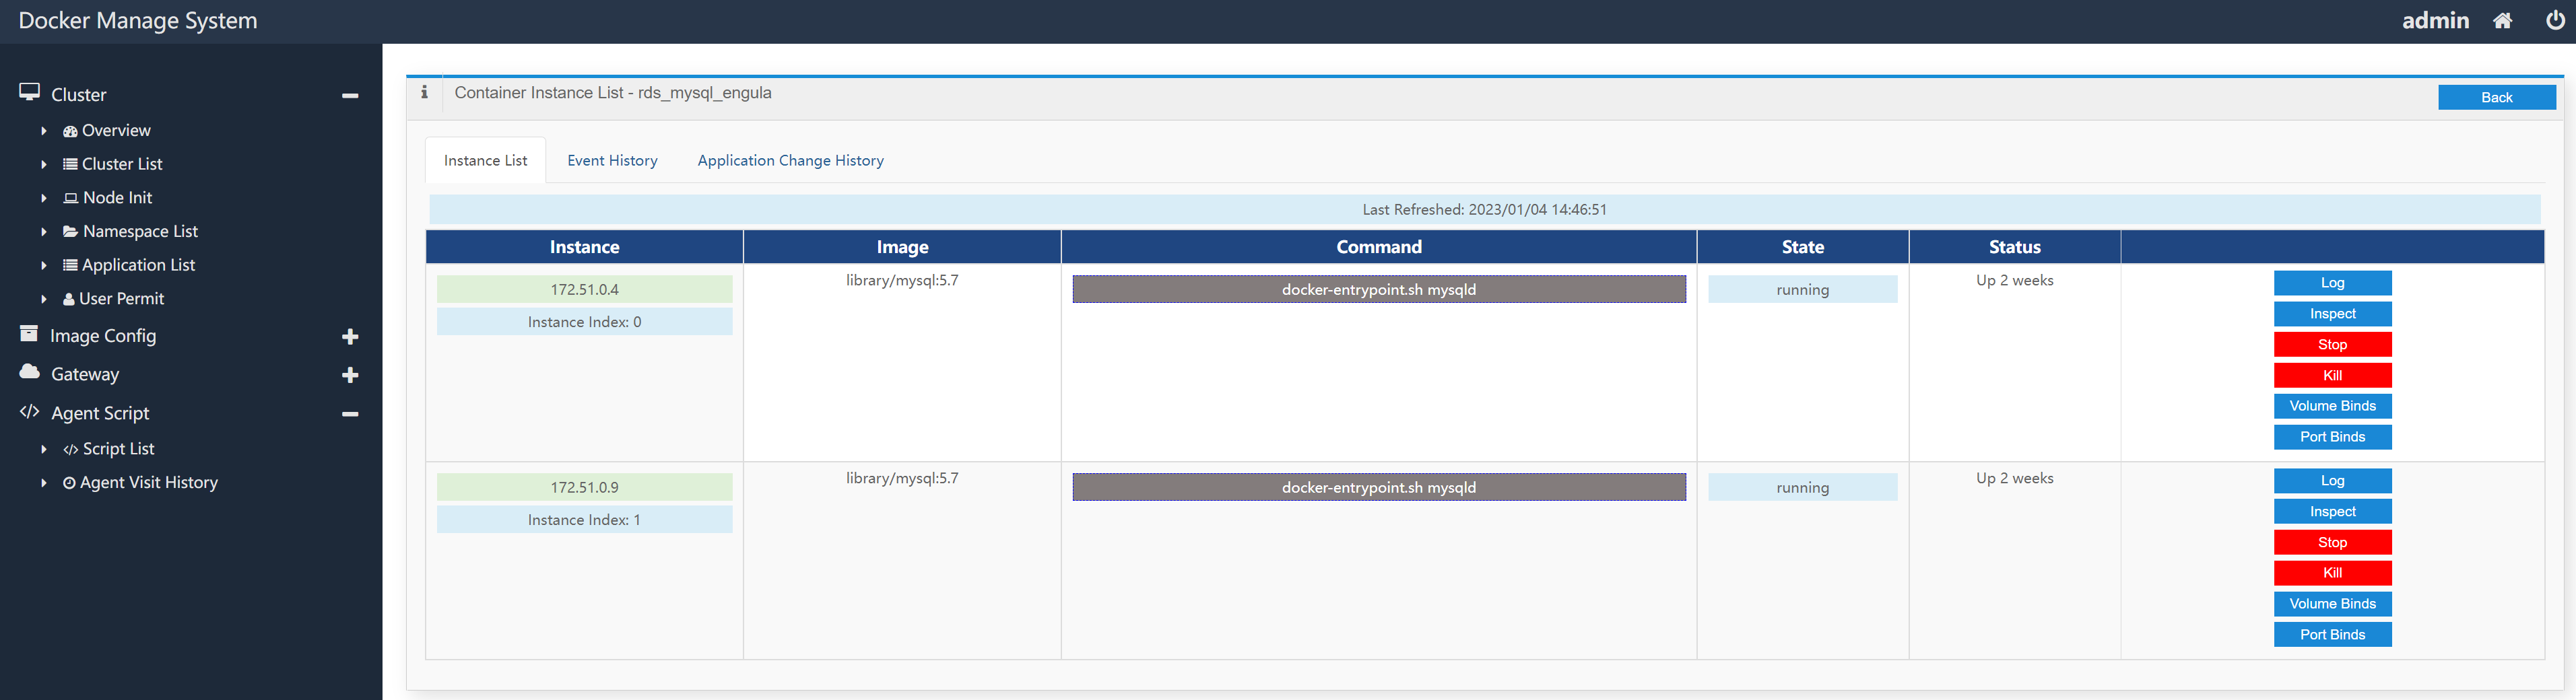 Docker Manage System
admin
Cluster
Overview
Cluster List
Node Init
Namespace List
Application List
User Permit
Image Config
Gateway
Agent Script
Script List
Agent Visit History
Container Instance List - rds_mysql_engula
Back
Instance List Event History Application Change History
Last Refreshed: 2023/01/04 14:46:51
Instance Image Command State Status
172.51.0.4 library/mysql:5.7 docker-entrypoint.sh mysqld running Up 2 weeks
Instance Index: 0
Log
Inspect
Stop
Kill
Volume Binds
Port Binds
172.51.0.9 library/mysql:5.7 docker-entrypoint.sh mysqld running Up 2 weeks
Instance Index: 1
Log
Inspect
Stop
Kill
Volume Binds
Port Binds